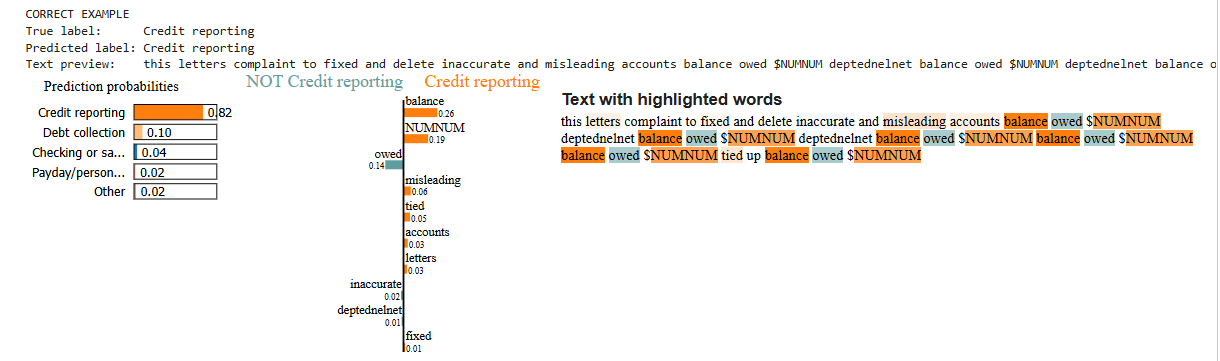 CORRECT EXAMPLE
True label: Credit reporting
Predicted label: Credit reporting
Text preview: this letters complaint to fixed and delete inaccurate and misleading accounts balance owed $NUMNUM deptednelnet balance owed $NUMNUM deptednelnet balance o
Prediction probabilities
Credit reporting 0.82
Debt collection 0.10
Checking or sa... 0.04
Payday/person... 0.02
Other 0.02
NOT Credit reporting Credit reporting
balance
0.26
NUMNUM
0.19
owed
0.14
misleading
0.06
tied
0.05
accounts
0.03
letters
0.03
inaccurate
0.02
deptednelnet
0.01
fixed
0.01
Text with highlighted words
this letters complaint to fixed and delete inaccurate and misleading accounts balance owed $NUMNUM
deptednelnet balance owed $NUMNUM deptednelnet balance owed $NUMNUM balance owed $NUMNUM
balance owed $NUMNUM tied up balance owed $NUMNUM